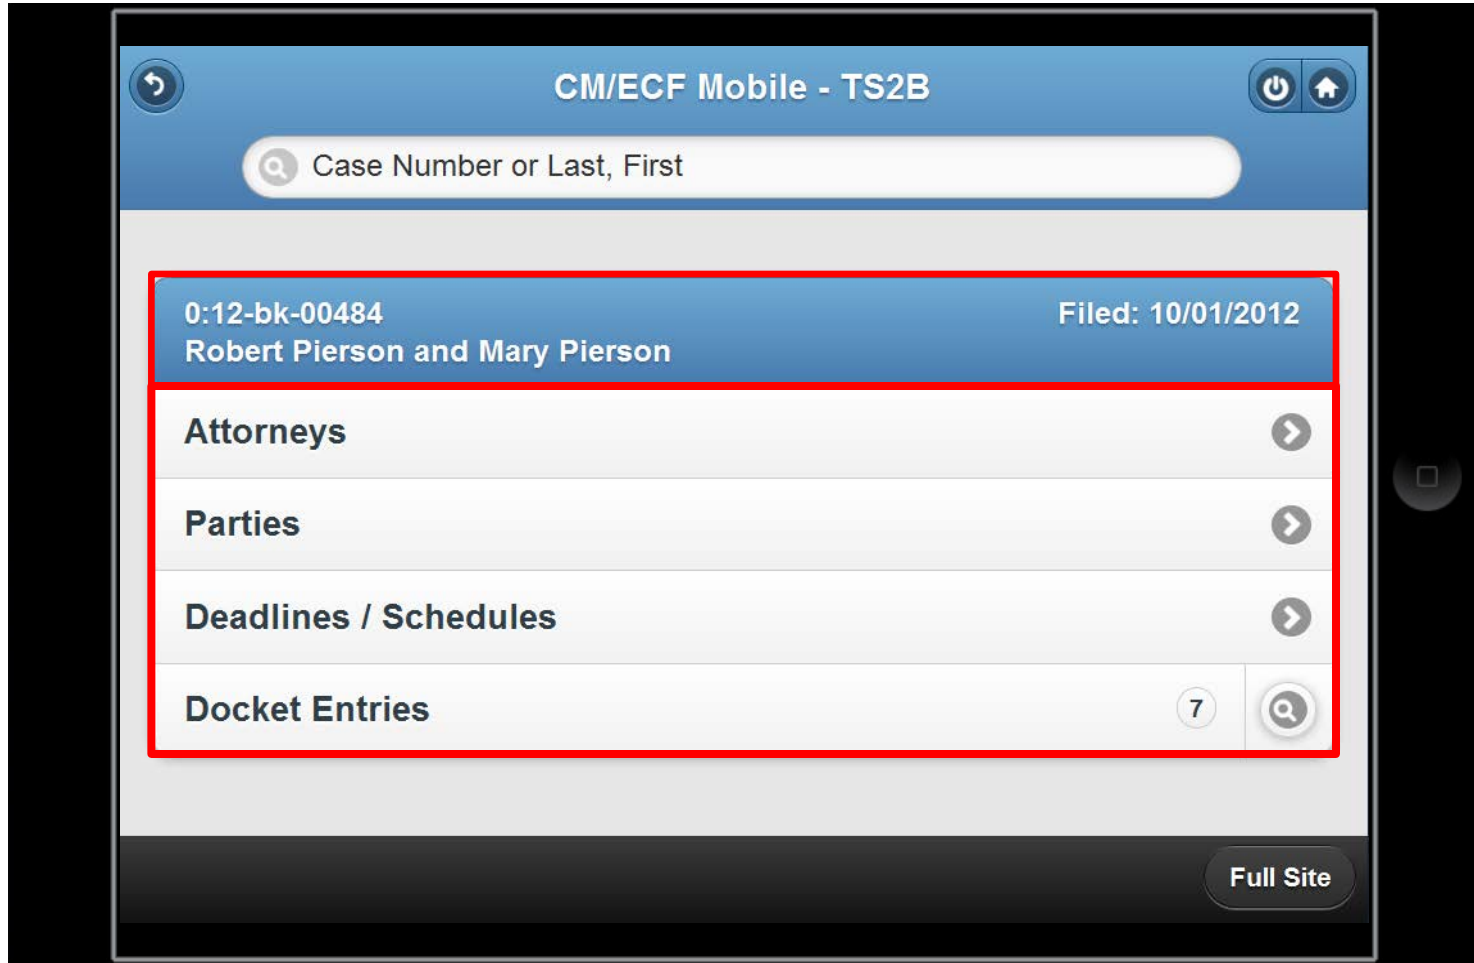 CM/ECF Mobile - TS2B
Case Number or Last, First
0:12-bk-00484 Filed: 10/01/2012
Robert Pierson and Mary Pierson
Attorneys
Parties
Deadlines / Schedules
Docket Entries 7
Full Site